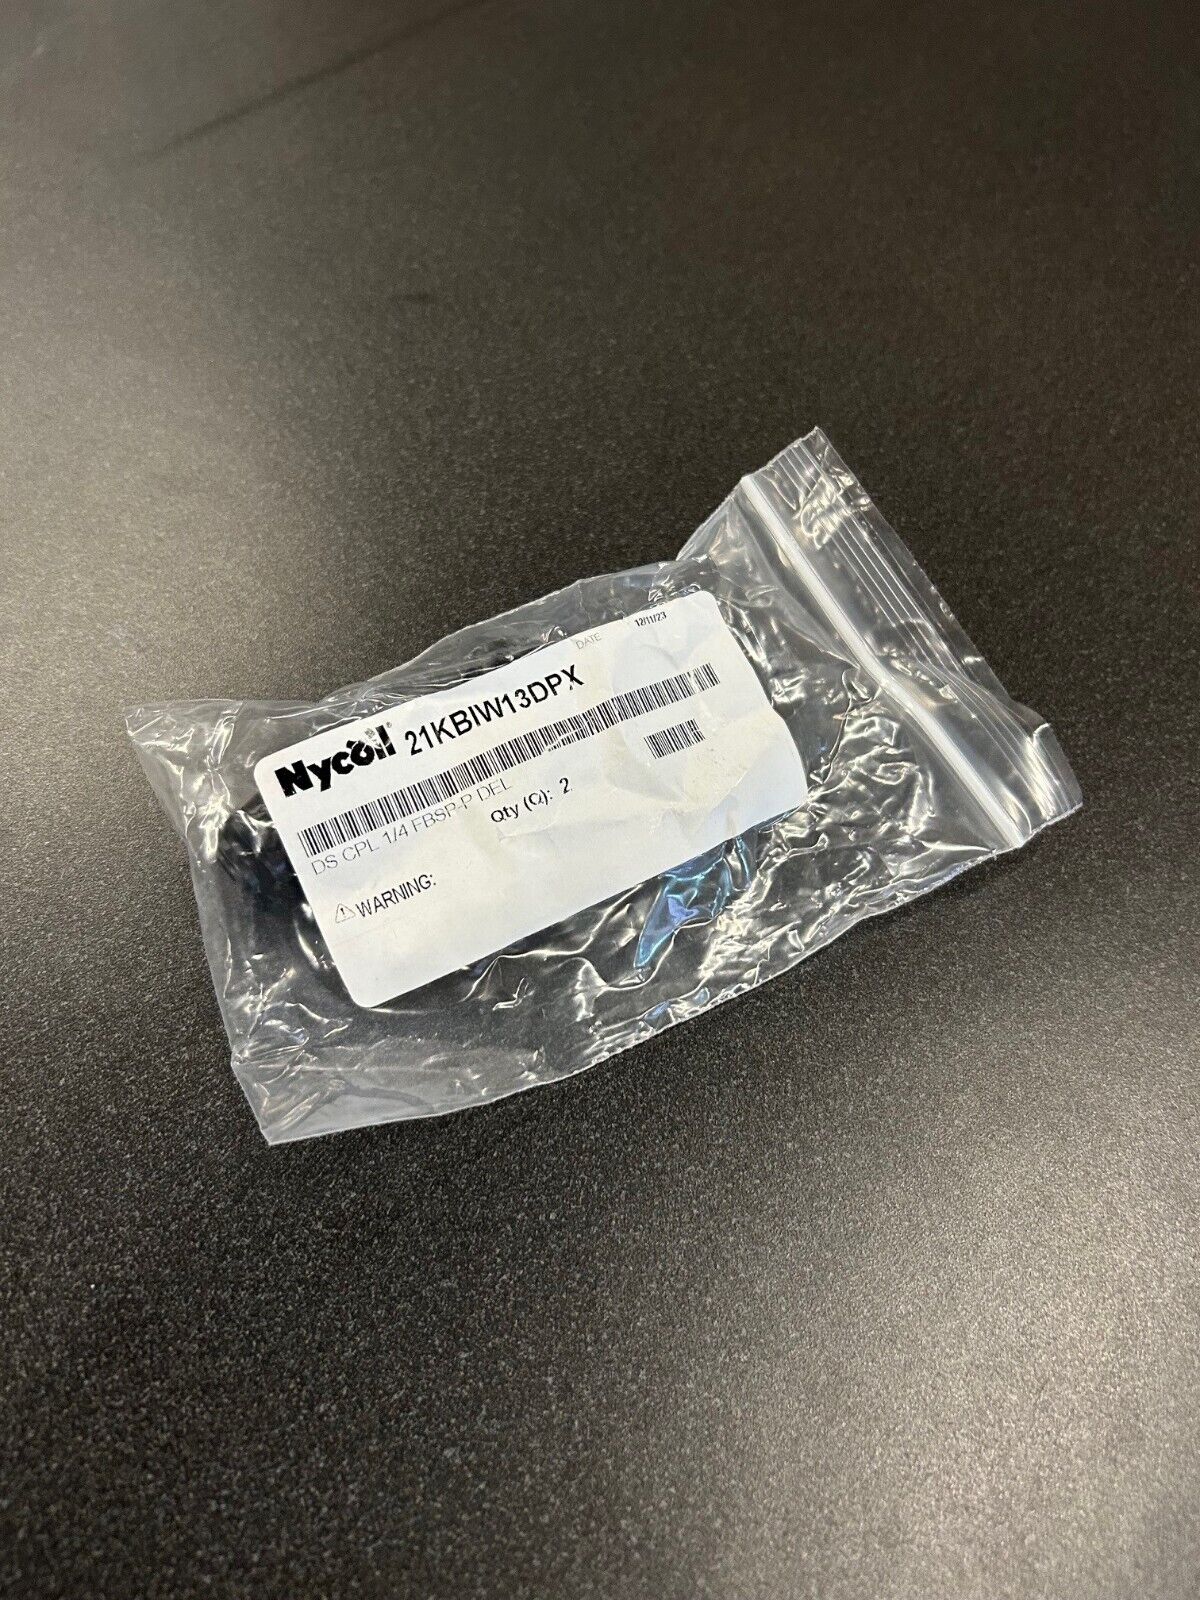 Nycoil® 21KBIW13DPX
DATE 12/11/23
DS CPL 1/4 FBSP-P DEL
Qty (Q): 2
⚠WARNING: